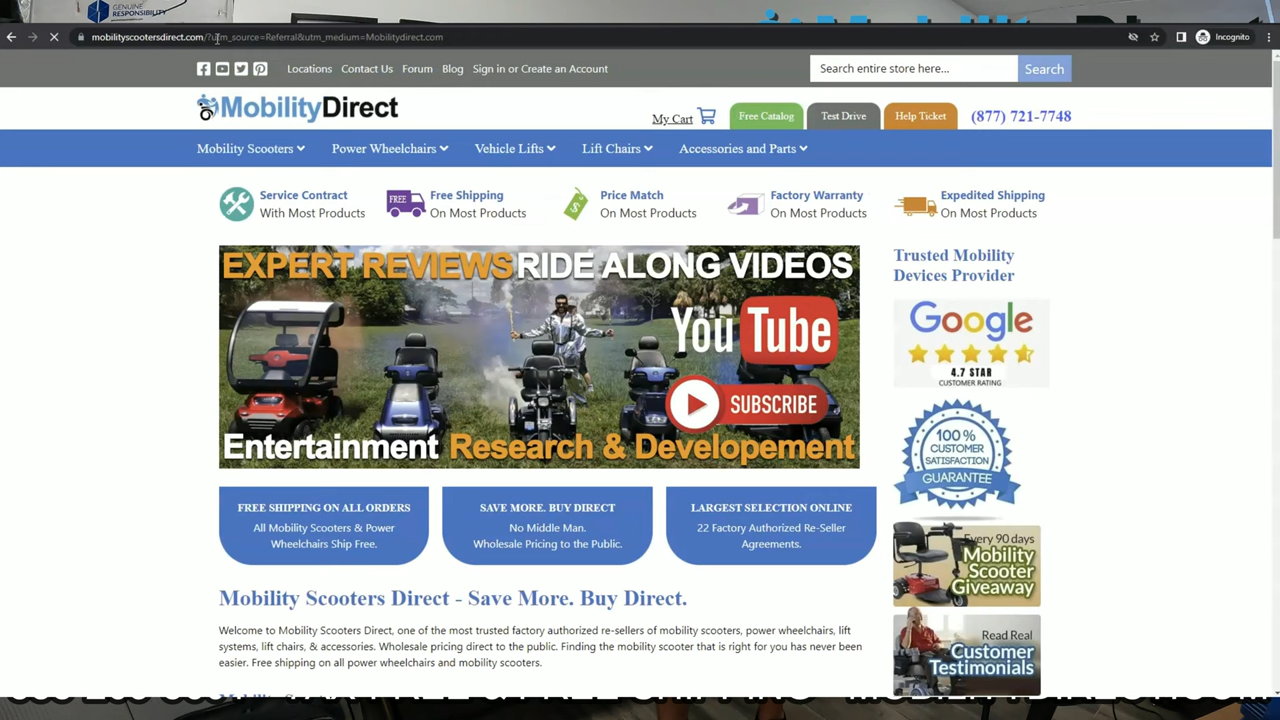 GENUINE
RESPONSIBILITY
mobilityscootersdirect.com/?utm_source=Referral&utm_medium=Mobilitydirect.com
Incognito
Locations Contact Us Forum Blog Sign in or Create an Account
Search entire store here... Search
MobilityDirect
My Cart Free Catalog Test Drive Help Ticket (877) 721-7748
Mobility Scooters Power Wheelchairs Vehicle Lifts Lift Chairs Accessories and Parts
Service Contract
With Most Products
FREE
Free Shipping
On Most Products
$
Price Match
On Most Products
Factory Warranty
On Most Products
Expedited Shipping
On Most Products
EXPERT REVIEWS RIDE ALONG VIDEOS
YouTube
SUBSCRIBE
Entertainment Research & Developement
Trusted Mobility
Devices Provider
Google
4.7 STAR
CUSTOMER RATING
100%
CUSTOMER
SATISFACTION
GUARANTEE
Every 90 days
Mobility
Scooter
Giveaway
Read Real
Customer
Testimonials
FREE SHIPPING ON ALL ORDERS
All Mobility Scooters & Power
Wheelchairs Ship Free.
SAVE MORE. BUY DIRECT
No Middle Man.
Wholesale Pricing to the Public.
LARGEST SELECTION ONLINE
22 Factory Authorized Re-Seller
Agreements.
Mobility Scooters Direct - Save More. Buy Direct.
Welcome to Mobility Scooters Direct, one of the most trusted factory authorized re-sellers of mobility scooters, power wheelchairs, lift
systems, lift chairs, & accessories. Wholesale pricing direct to the public. Finding the mobility scooter that is right for you has never been
easier. Free shipping on all power wheelchairs and mobility scooters.